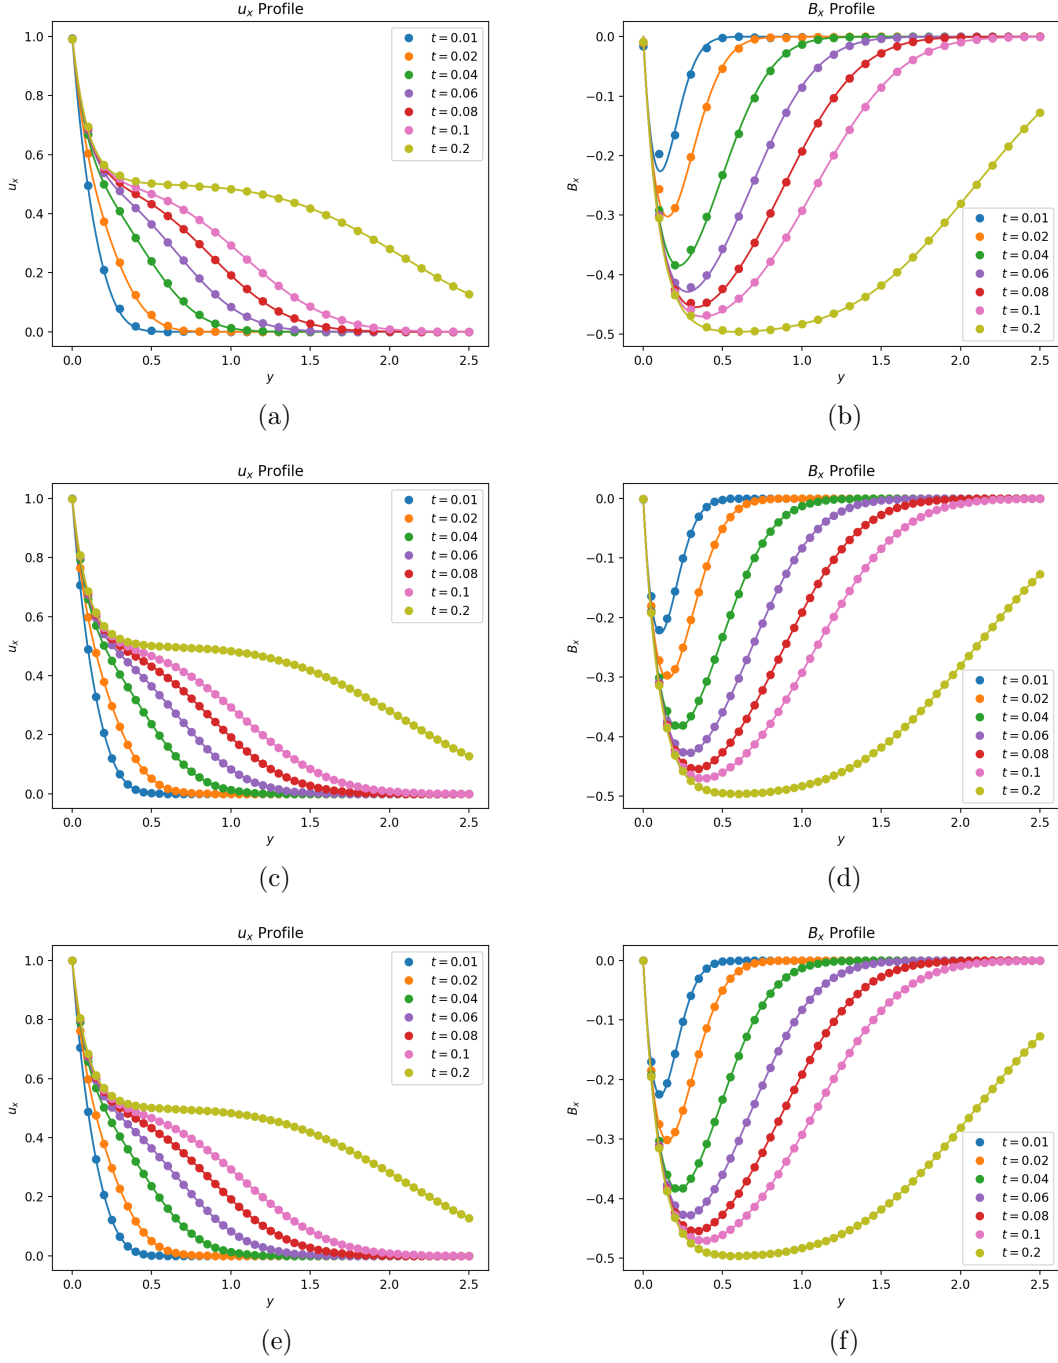 u_x Profile
1.0
0.8
0.6
0.4
0.2
0.0
u_x
0.0 0.5 1.0 1.5 2.0 2.5
y
t = 0.01
t = 0.02
t = 0.04
t = 0.06
t = 0.08
t = 0.1
t = 0.2
(a)
B_x Profile
0.0
−0.1
−0.2
−0.3
−0.4
−0.5
B_x
0.0 0.5 1.0 1.5 2.0 2.5
y
t = 0.01
t = 0.02
t = 0.04
t = 0.06
t = 0.08
t = 0.1
t = 0.2
(b)
u_x Profile
1.0
0.8
0.6
0.4
0.2
0.0
u_x
0.0 0.5 1.0 1.5 2.0 2.5
y
t = 0.01
t = 0.02
t = 0.04
t = 0.06
t = 0.08
t = 0.1
t = 0.2
(c)
B_x Profile
0.0
−0.1
−0.2
−0.3
−0.4
−0.5
B_x
0.0 0.5 1.0 1.5 2.0 2.5
y
t = 0.01
t = 0.02
t = 0.04
t = 0.06
t = 0.08
t = 0.1
t = 0.2
(d)
u_x Profile
1.0
0.8
0.6
0.4
0.2
0.0
u_x
0.0 0.5 1.0 1.5 2.0 2.5
y
t = 0.01
t = 0.02
t = 0.04
t = 0.06
t = 0.08
t = 0.1
t = 0.2
(e)
B_x Profile
0.0
−0.1
−0.2
−0.3
−0.4
−0.5
B_x
0.0 0.5 1.0 1.5 2.0 2.5
y
t = 0.01
t = 0.02
t = 0.04
t = 0.06
t = 0.08
t = 0.1
t = 0.2
(f)